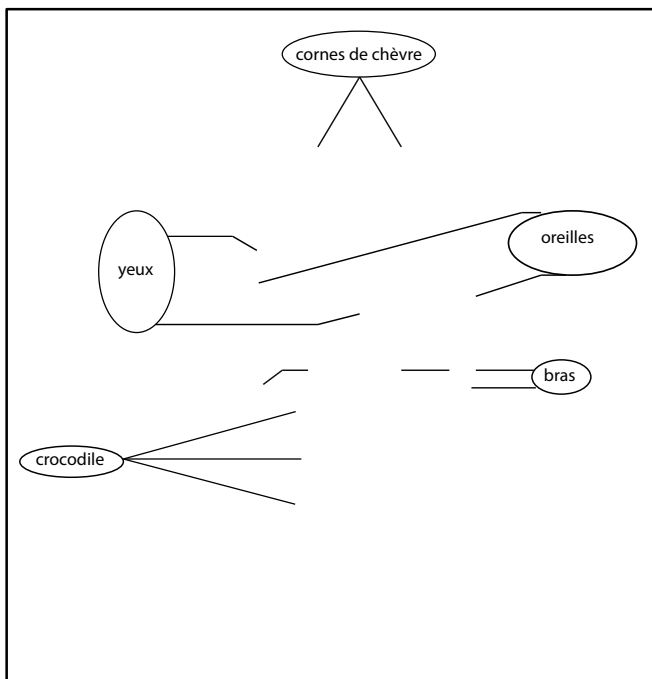 cornes de chèvre
yeux
oreilles
bras
crocodile